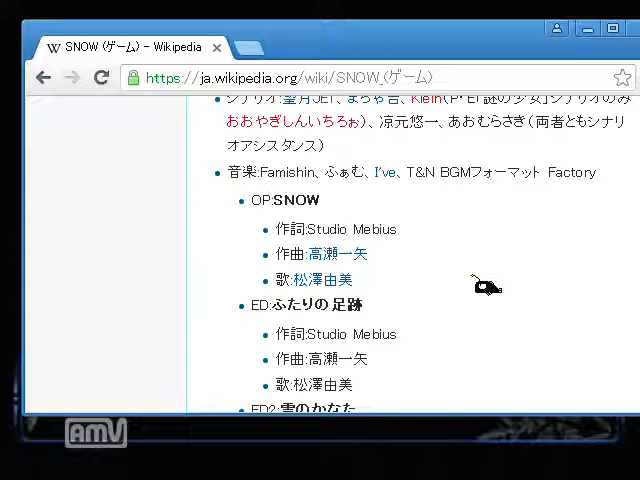 SNOW (ゲーム) - Wikipedia
https://ja.wikipedia.org/wiki/SNOW_(ゲーム)
シナリオ:望月JET、まちゃ吉、Klein(P・ET謎の少女」シナリオのみ
おおやぎしんいちろぉ)、凉元悠一、あおむらさき(両者ともシナリ
オアシスタンス)
音楽:Famishin、ふぁむ、I've、T&N BGMフォーマット Factory
OP:SNOW
作詞:Studio Mebius
作曲:高瀬一矢
歌:松澤由美
ED:ふたりの足跡
作詞:Studio Mebius
作曲:高瀬一矢
歌:松澤由美
ED2:雪のかなた
AMV